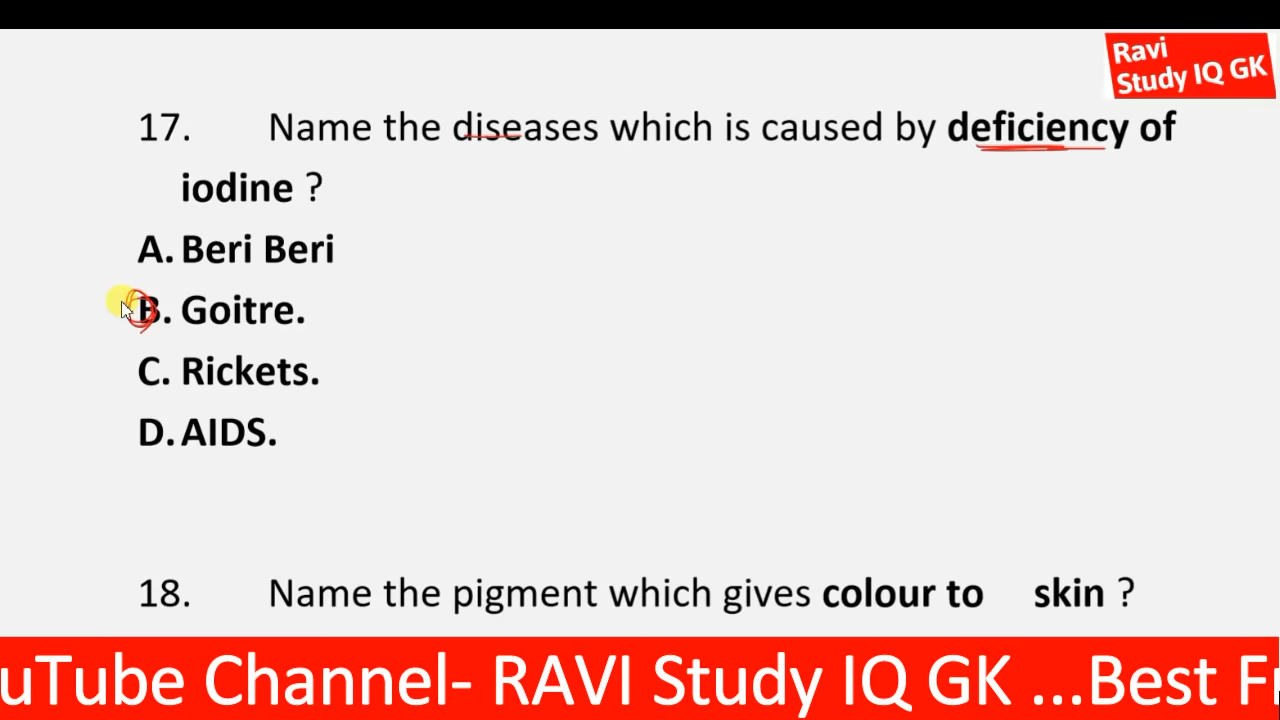 Ravi
Study IQ GK
17. Name the diseases which is caused by deficiency of
iodine ?
A. Beri Beri
B. Goitre.
C. Rickets.
D. AIDS.
18. Name the pigment which gives colour to skin ?
uTube Channel- RAVI Study IQ GK ...Best F